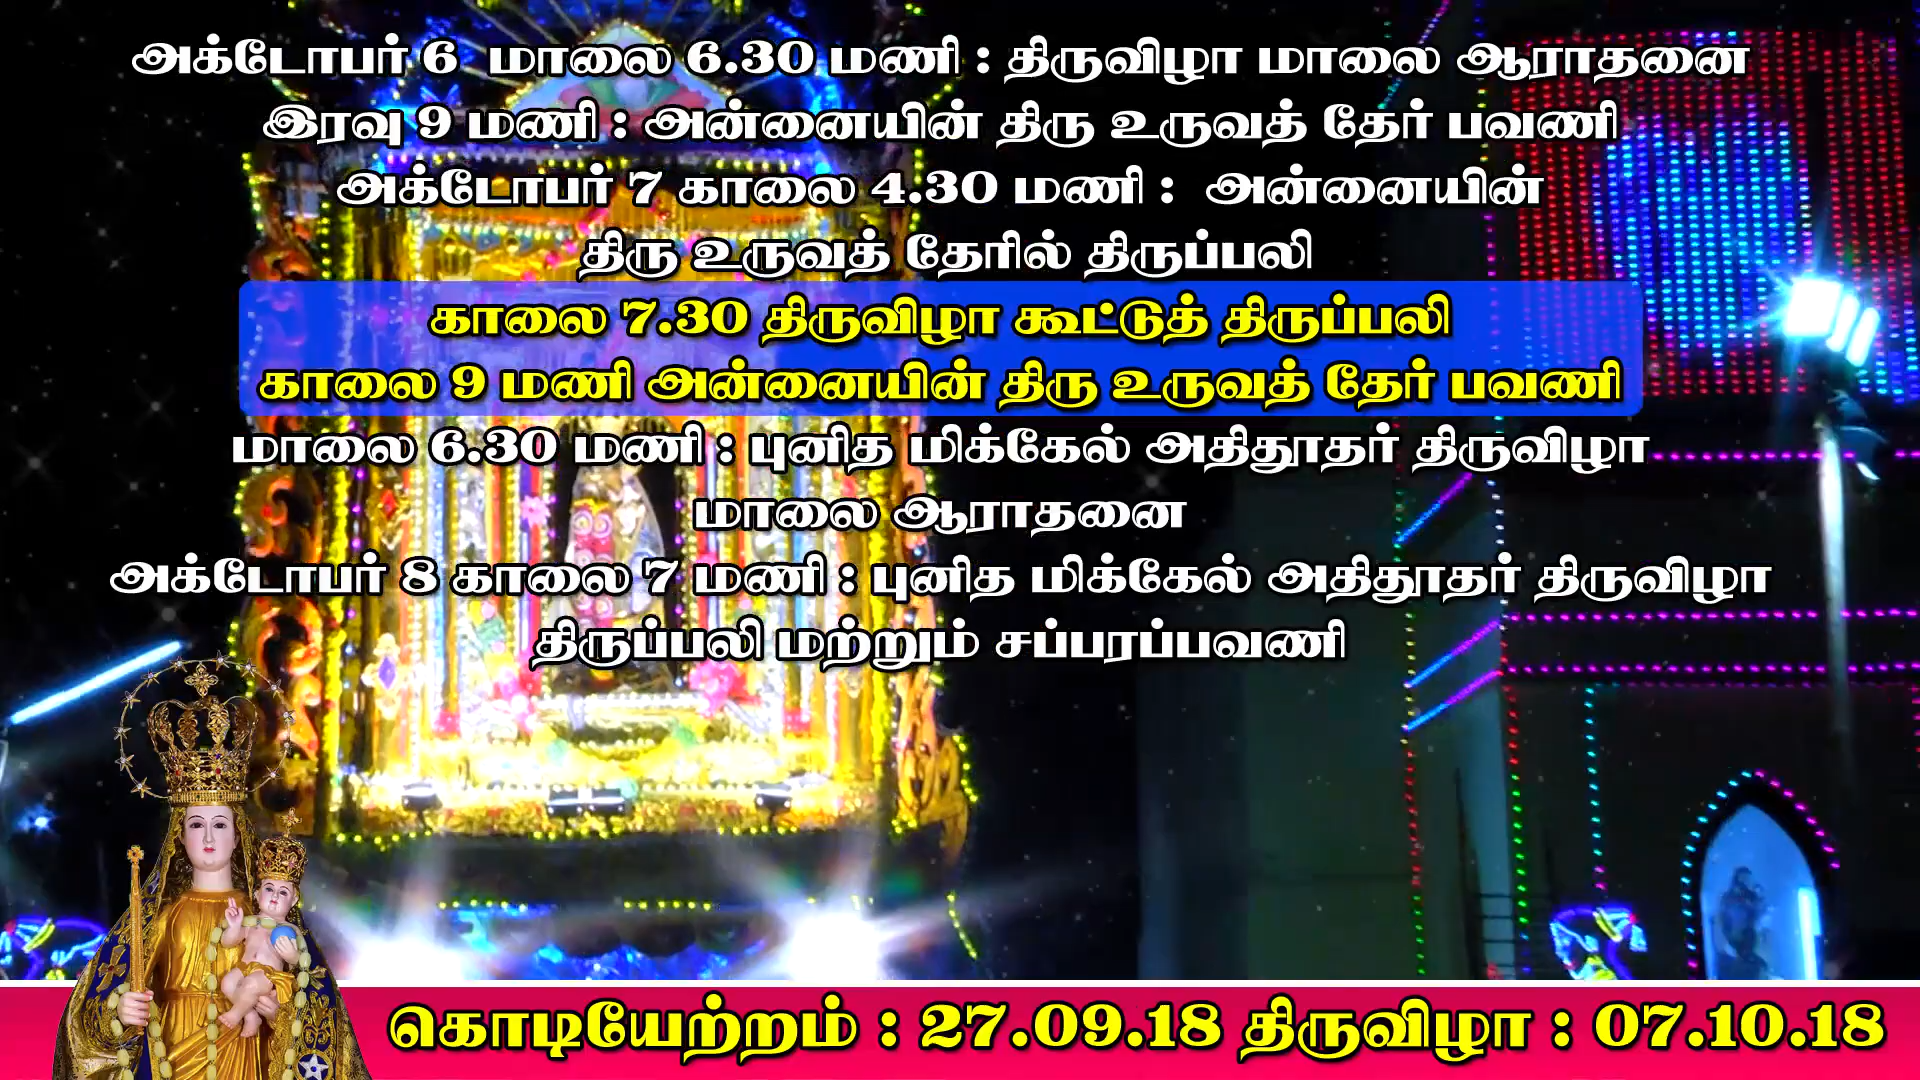 அக்டோபர் 6 மாலை 6.30 மணி : திருவிழா மாலை ஆராதனை
இரவு 9 மணி : அன்னையின் திரு உருவத் தேர் பவணி
அக்டோபர் 7 காலை 4.30 மணி : அன்னையின்
திரு உருவத் தேரில் திருப்பலி
காலை 7.30 திருவிழா கூட்டுத் திருப்பலி
காலை 9 மணி அன்னையின் திரு உருவத் தேர் பவணி
மாலை 6.30 மணி : புனித மிக்கேல் அதிதூதர் திருவிழா
மாலை ஆராதனை
அக்டோபர் 8 காலை 7 மணி : புனித மிக்கேல் அதிதூதர் திருவிழா
திருப்பலி மற்றும் சப்பரப்பவணி
கொடியேற்றம் : 27.09.18 திருவிழா : 07.10.18